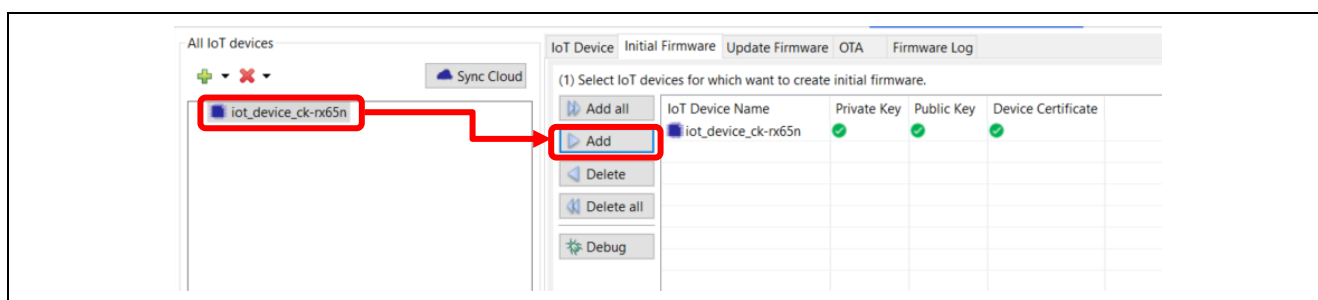 All IoT devices
Sync Cloud
iot_device_ck-rx65n
IoT Device Initial Firmware Update Firmware OTA Firmware Log
(1) Select IoT devices for which want to create initial firmware.
Add all
Add
Delete
Delete all
Debug
IoT Device Name Private Key Public Key Device Certificate
iot_device_ck-rx65n